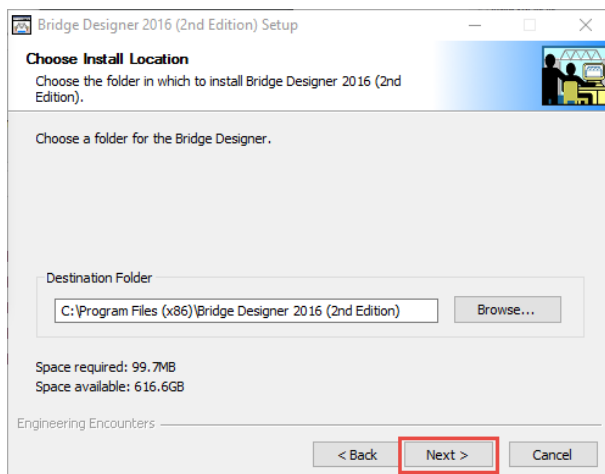 Bridge Designer 2016 (2nd Edition) Setup
Choose Install Location
Choose the folder in which to install Bridge Designer 2016 (2nd
Edition).
Choose a folder for the Bridge Designer.
Destination Folder
C:\Program Files (x86)\Bridge Designer 2016 (2nd Edition)
Browse...
Space required: 99.7MB
Space available: 616.6GB
Engineering Encounters
< Back
Next >
Cancel